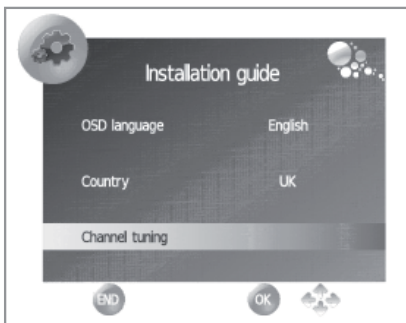 Installation guide
OSD language English
Country UK
Channel tuning
END OK